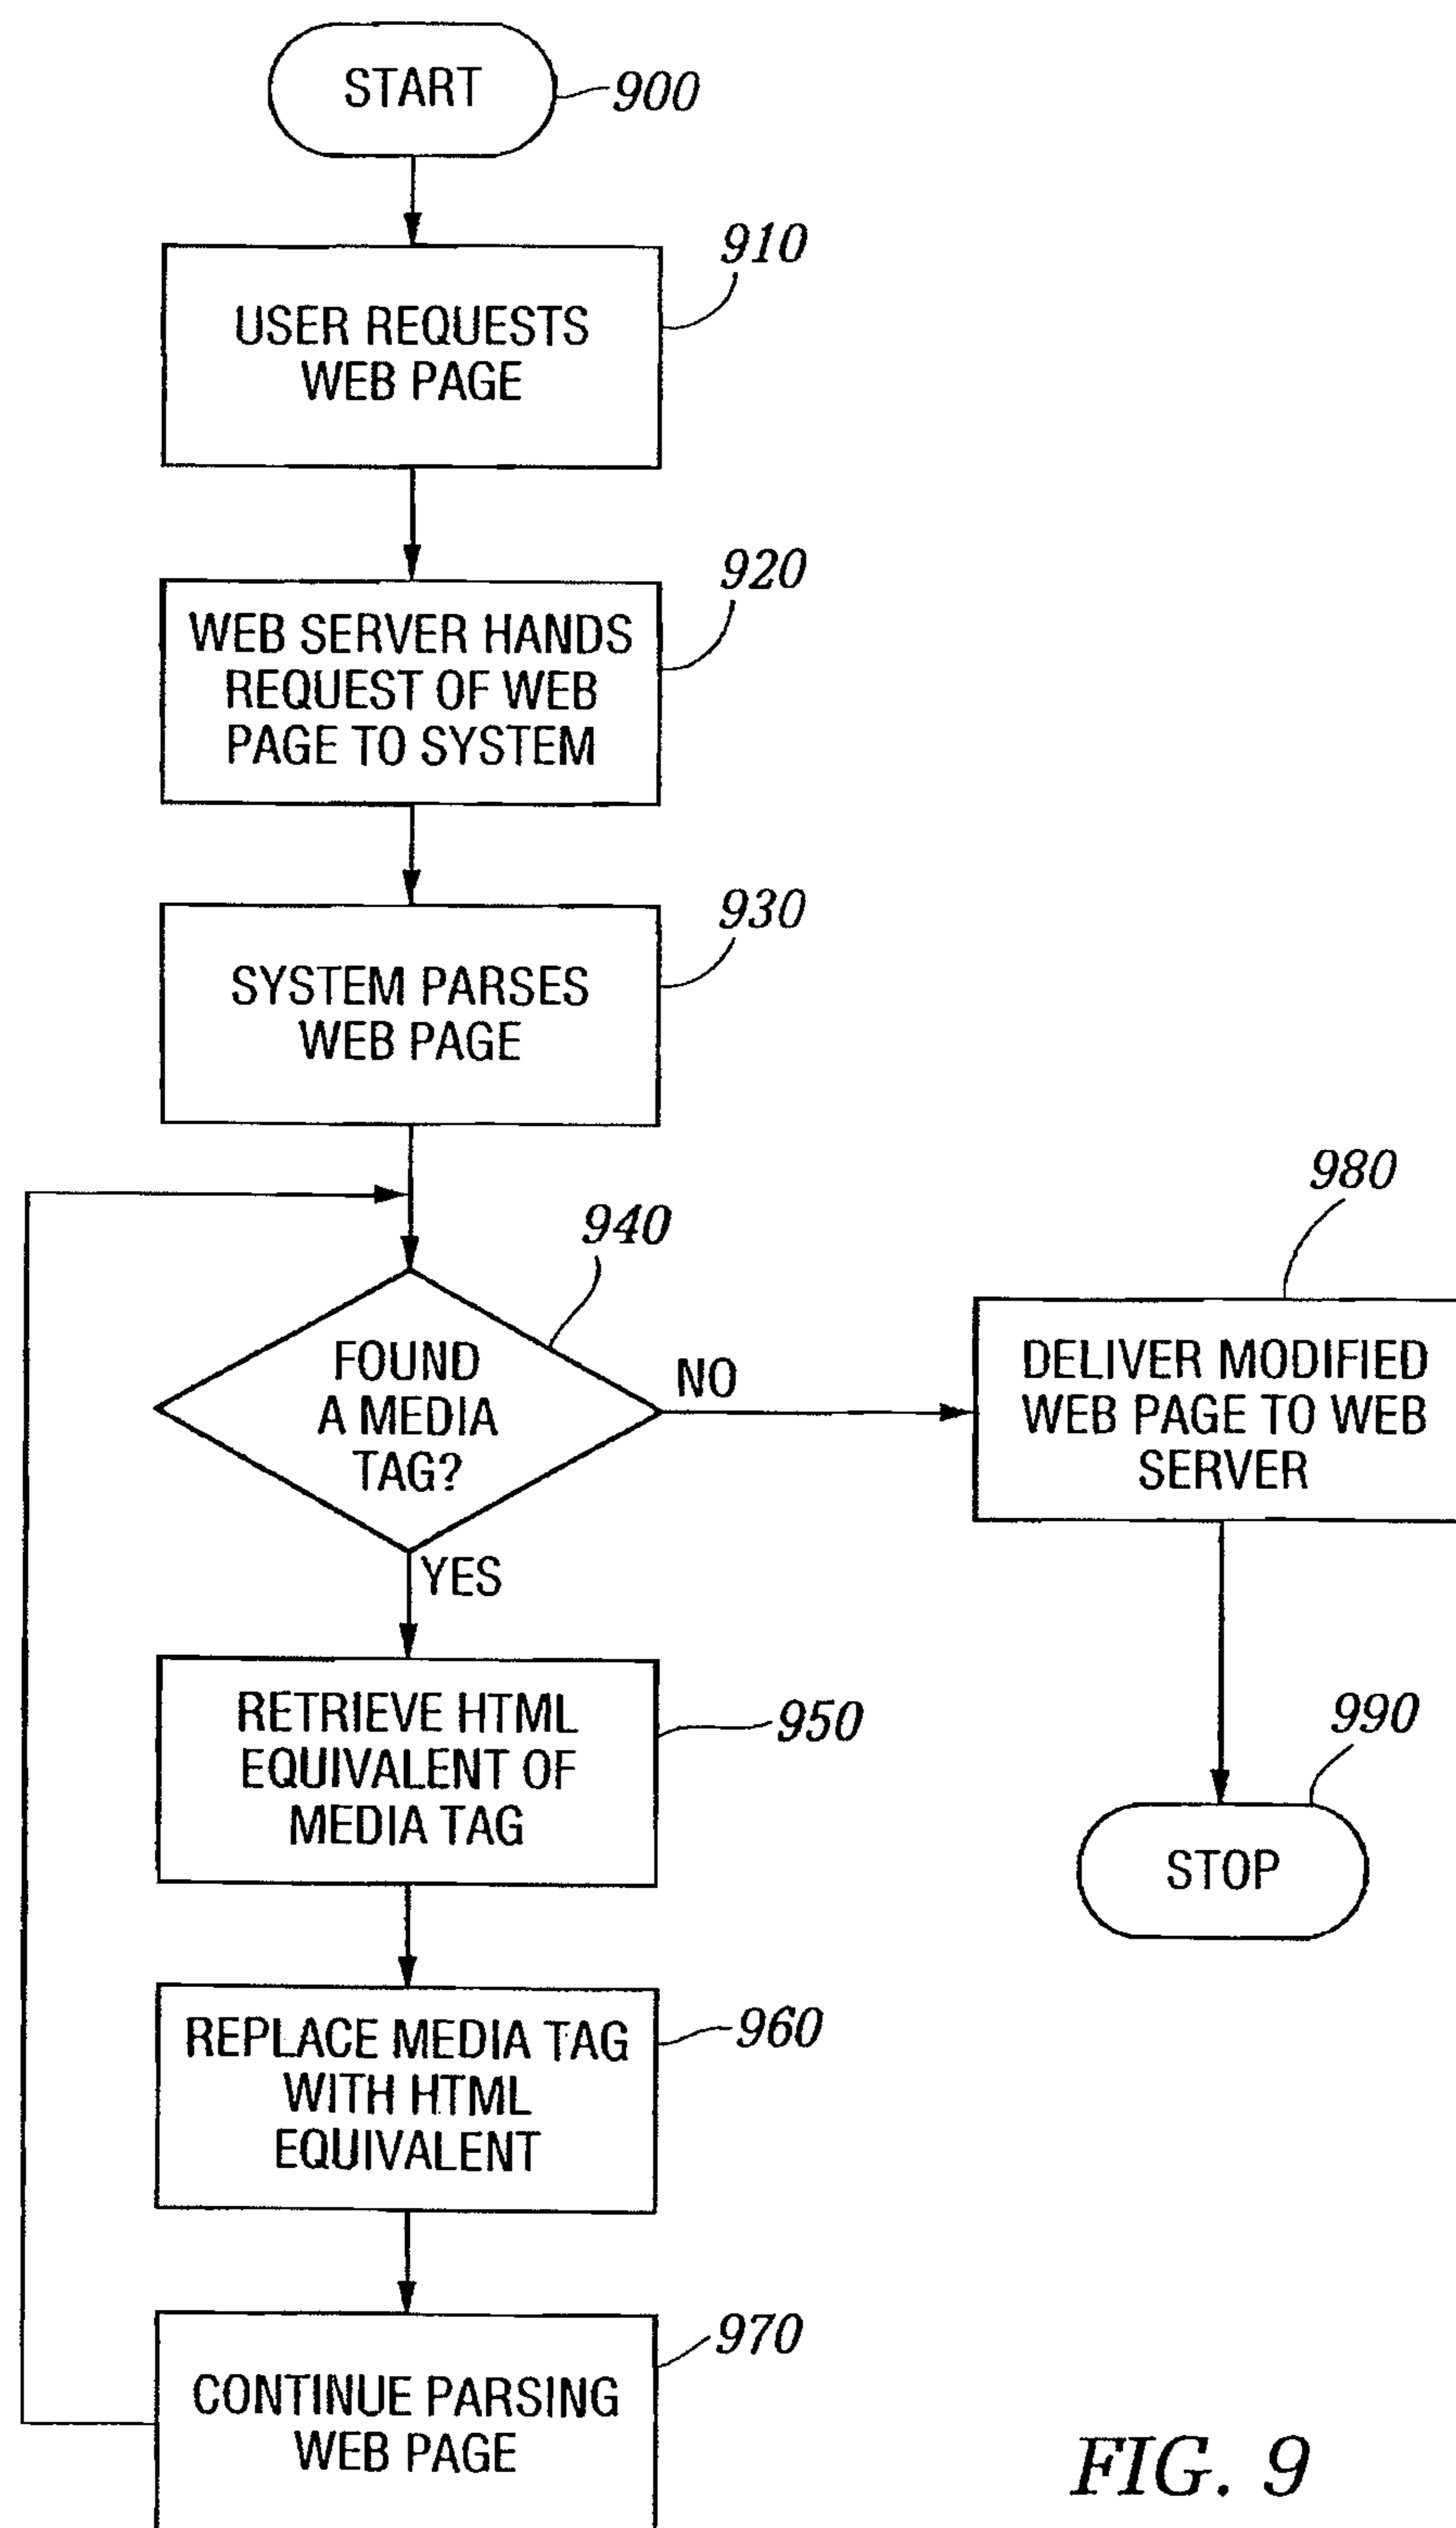 START
900
910
USER REQUESTS
WEB PAGE
920
WEB SERVER HANDS
REQUEST OF WEB
PAGE TO SYSTEM
930
SYSTEM PARSES
WEB PAGE
940
FOUND
A MEDIA
TAG?
NO
YES
980
DELIVER MODIFIED
WEB PAGE TO WEB
SERVER
990
STOP
950
RETRIEVE HTML
EQUIVALENT OF
MEDIA TAG
960
REPLACE MEDIA TAG
WITH HTML
EQUIVALENT
970
CONTINUE PARSING
WEB PAGE
FIG. 9